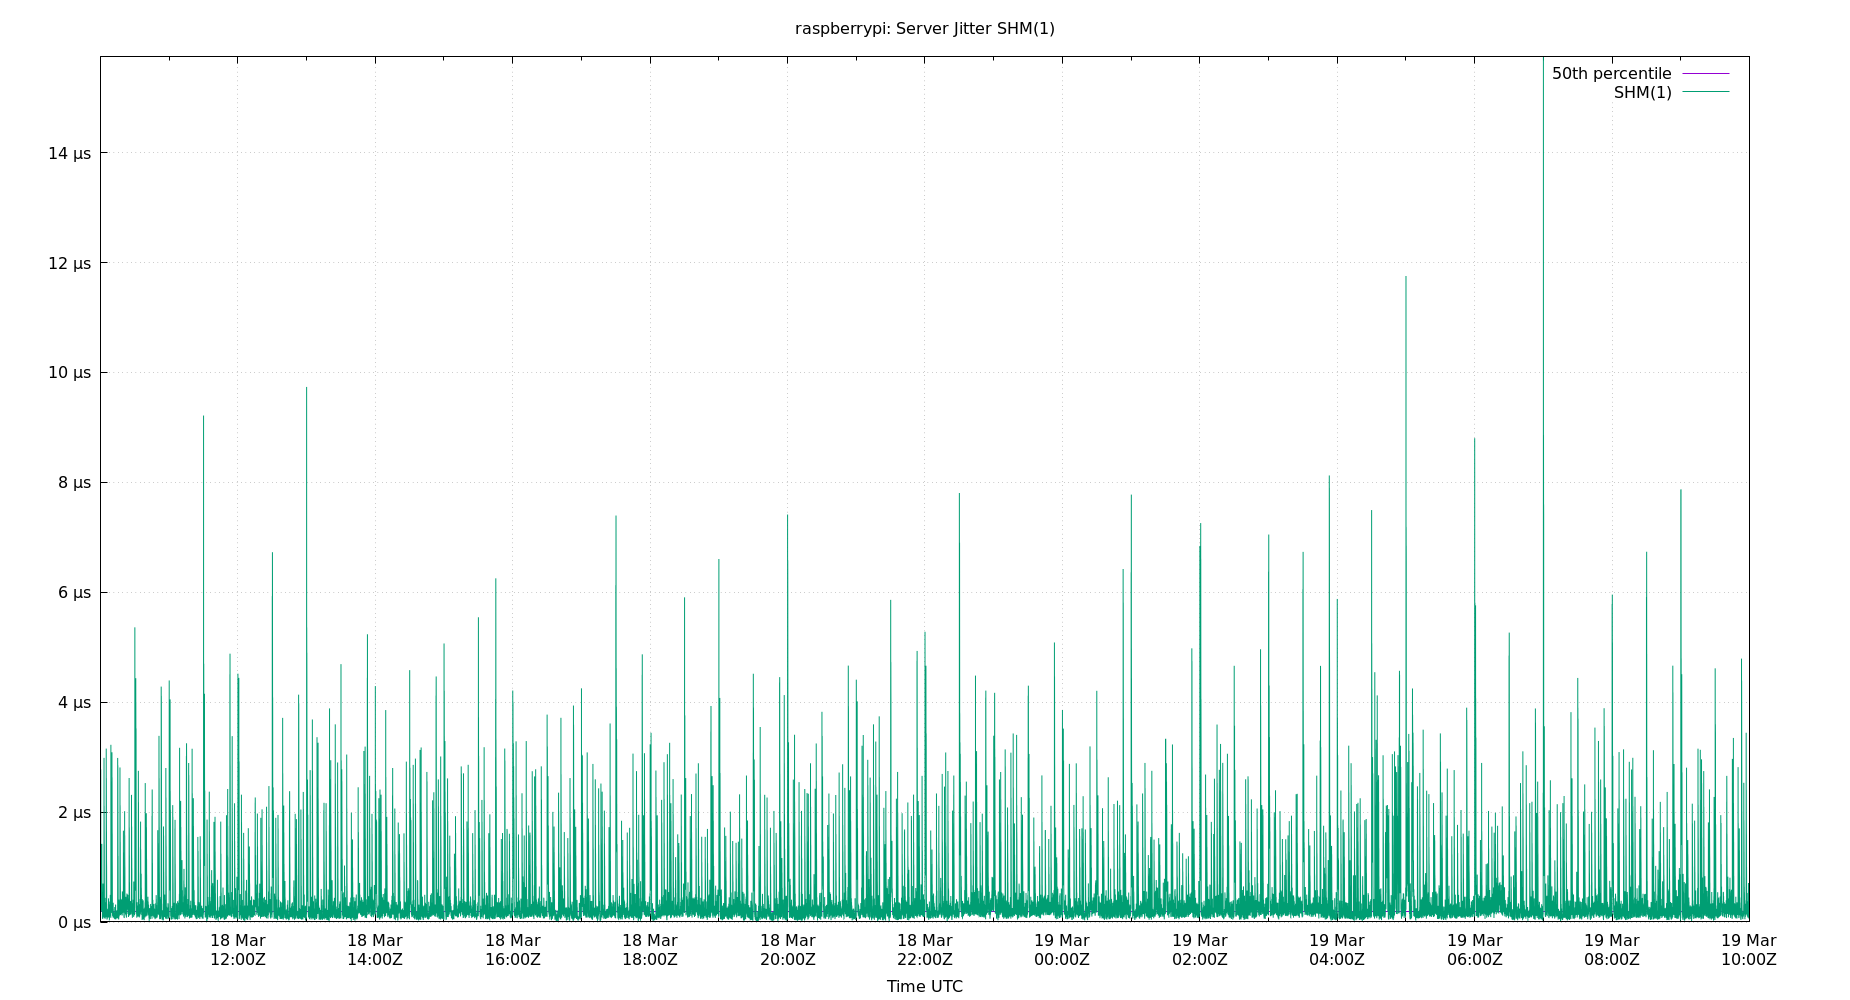 raspberrypi: Server Jitter SHM(1)
50th percentile
SHM(1)
14 µs
12 µs
10 µs
8 µs
6 µs
4 µs
2 µs
0 µs
18 Mar 18 Mar 18 Mar 18 Mar 18 Mar 18 Mar 19 Mar 19 Mar 19 Mar 19 Mar 19 Mar 19 Mar
12:00Z 14:00Z 16:00Z 18:00Z 20:00Z 22:00Z 00:00Z 02:00Z 04:00Z 06:00Z 08:00Z 10:00Z
Time UTC